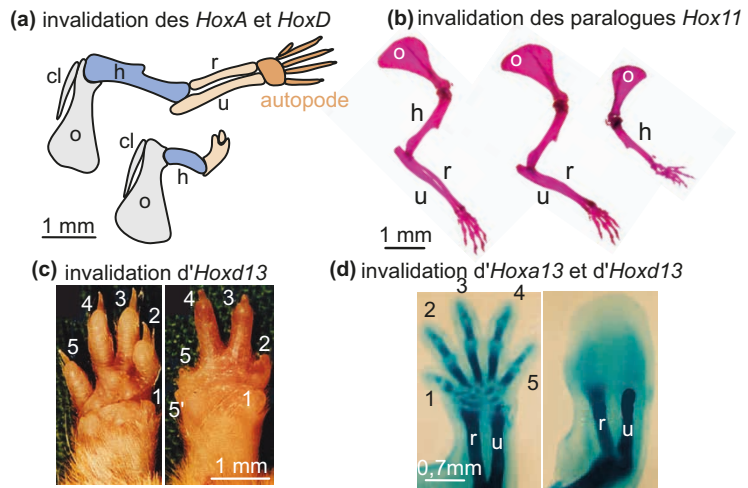 (a) invalidation des HoxA et HoxD
cl
h
r
u
autopode
o
cl
h
o
1 mm
(b) invalidation des paralogues Hox11
o
o
o
h
h
r
r
u
u
1 mm
(c) invalidation d'Hoxd13
4
3
2
5
1
4
3
5
2
5'
1
1 mm
(d) invalidation d'Hoxa13 et d'Hoxd13
3
2
4
1
5
r
u
r
u
0,7mm